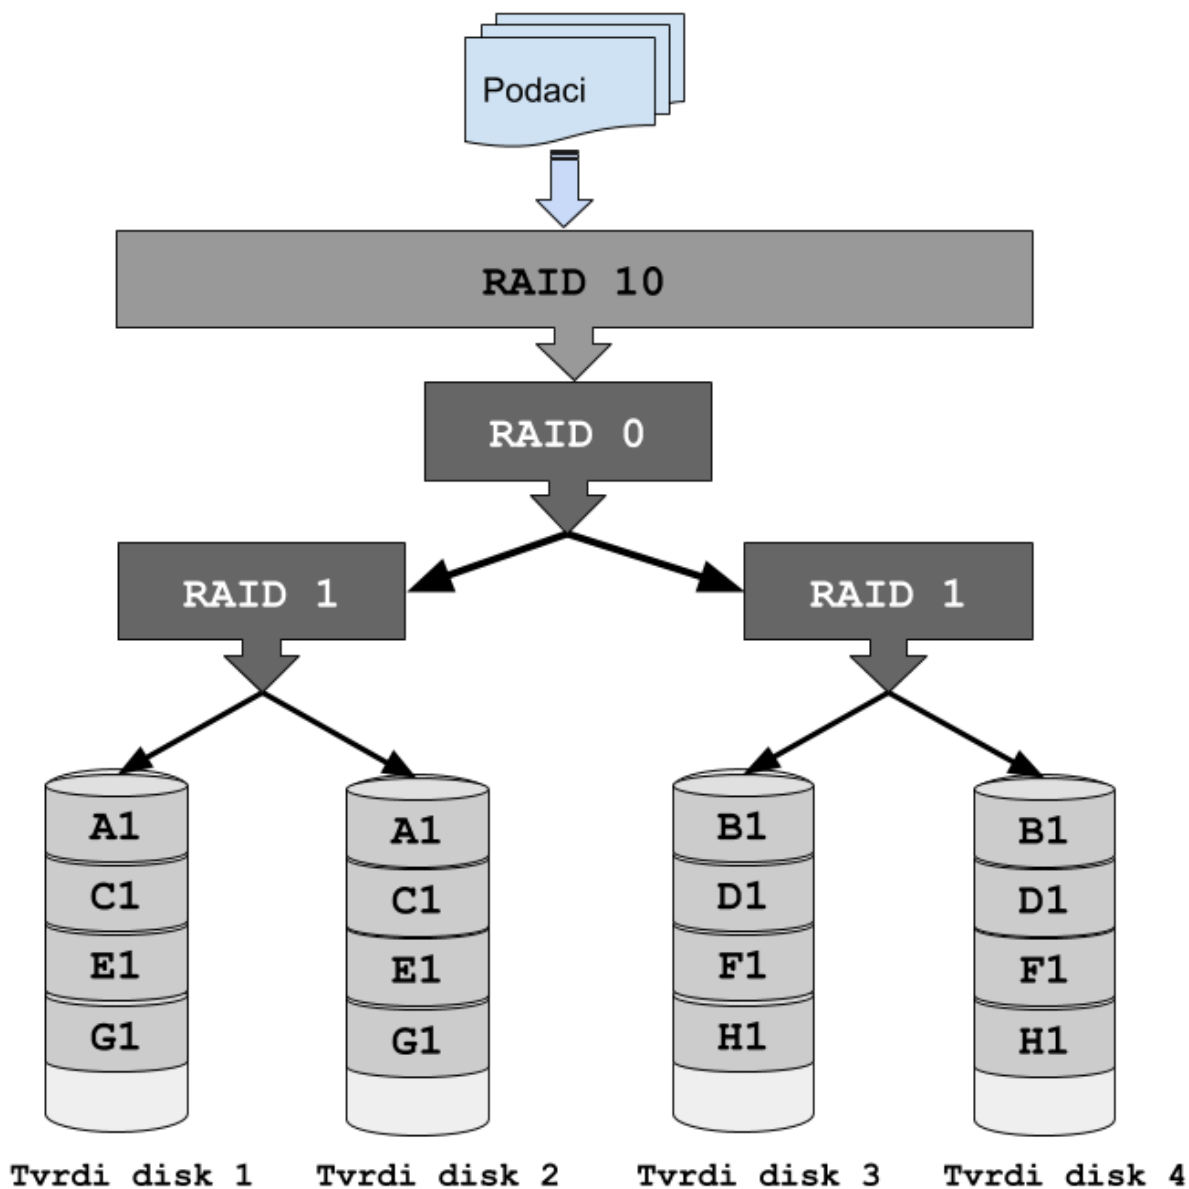 Podaci
RAID 10
RAID 0
RAID 1
RAID 1
A1
C1
E1
G1
A1
C1
E1
G1
B1
D1
F1
H1
B1
D1
F1
H1
Tvrdi disk 1
Tvrdi disk 2
Tvrdi disk 3
Tvrdi disk 4